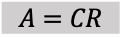 A = CR